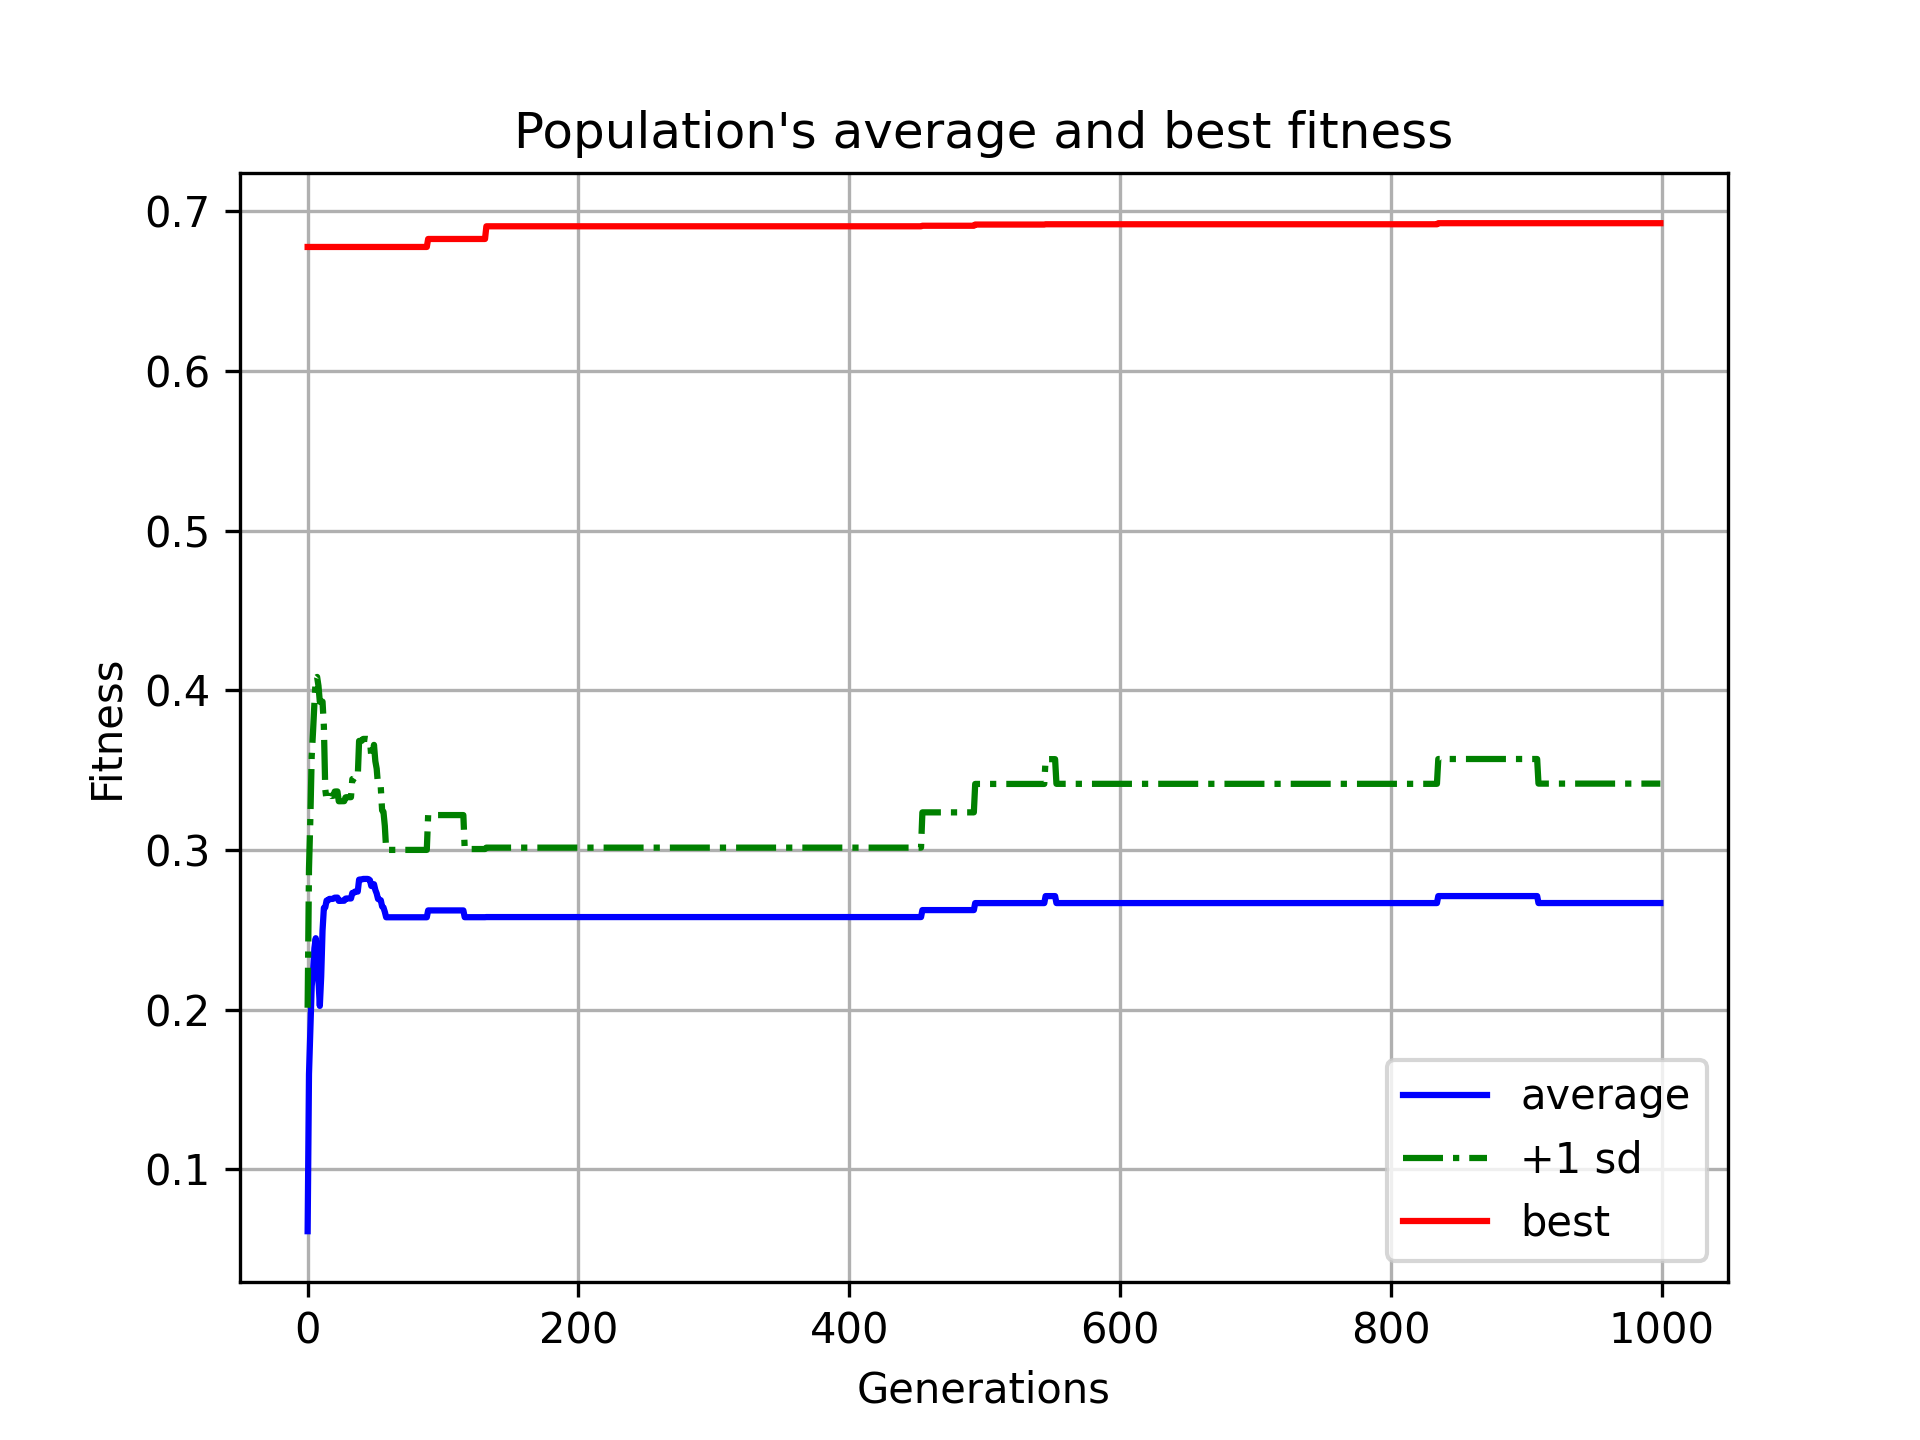 Population's average and best fitness
Fitness
0.7
0.6
0.5
0.4
0.3
0.2
0.1
average
+1 sd
best
0 200 400 600 800 1000
Generations